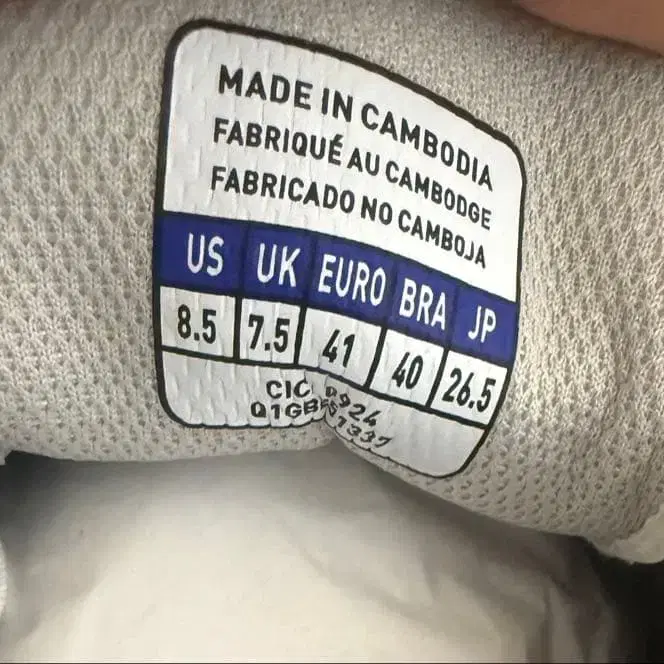 MADE IN CAMBODIA
FABRIQUÉ AU CAMBODGE
FABRICADO NO CAMBOJA
US UK EURO BRA JP
8.5 7.5 41 40 26.5